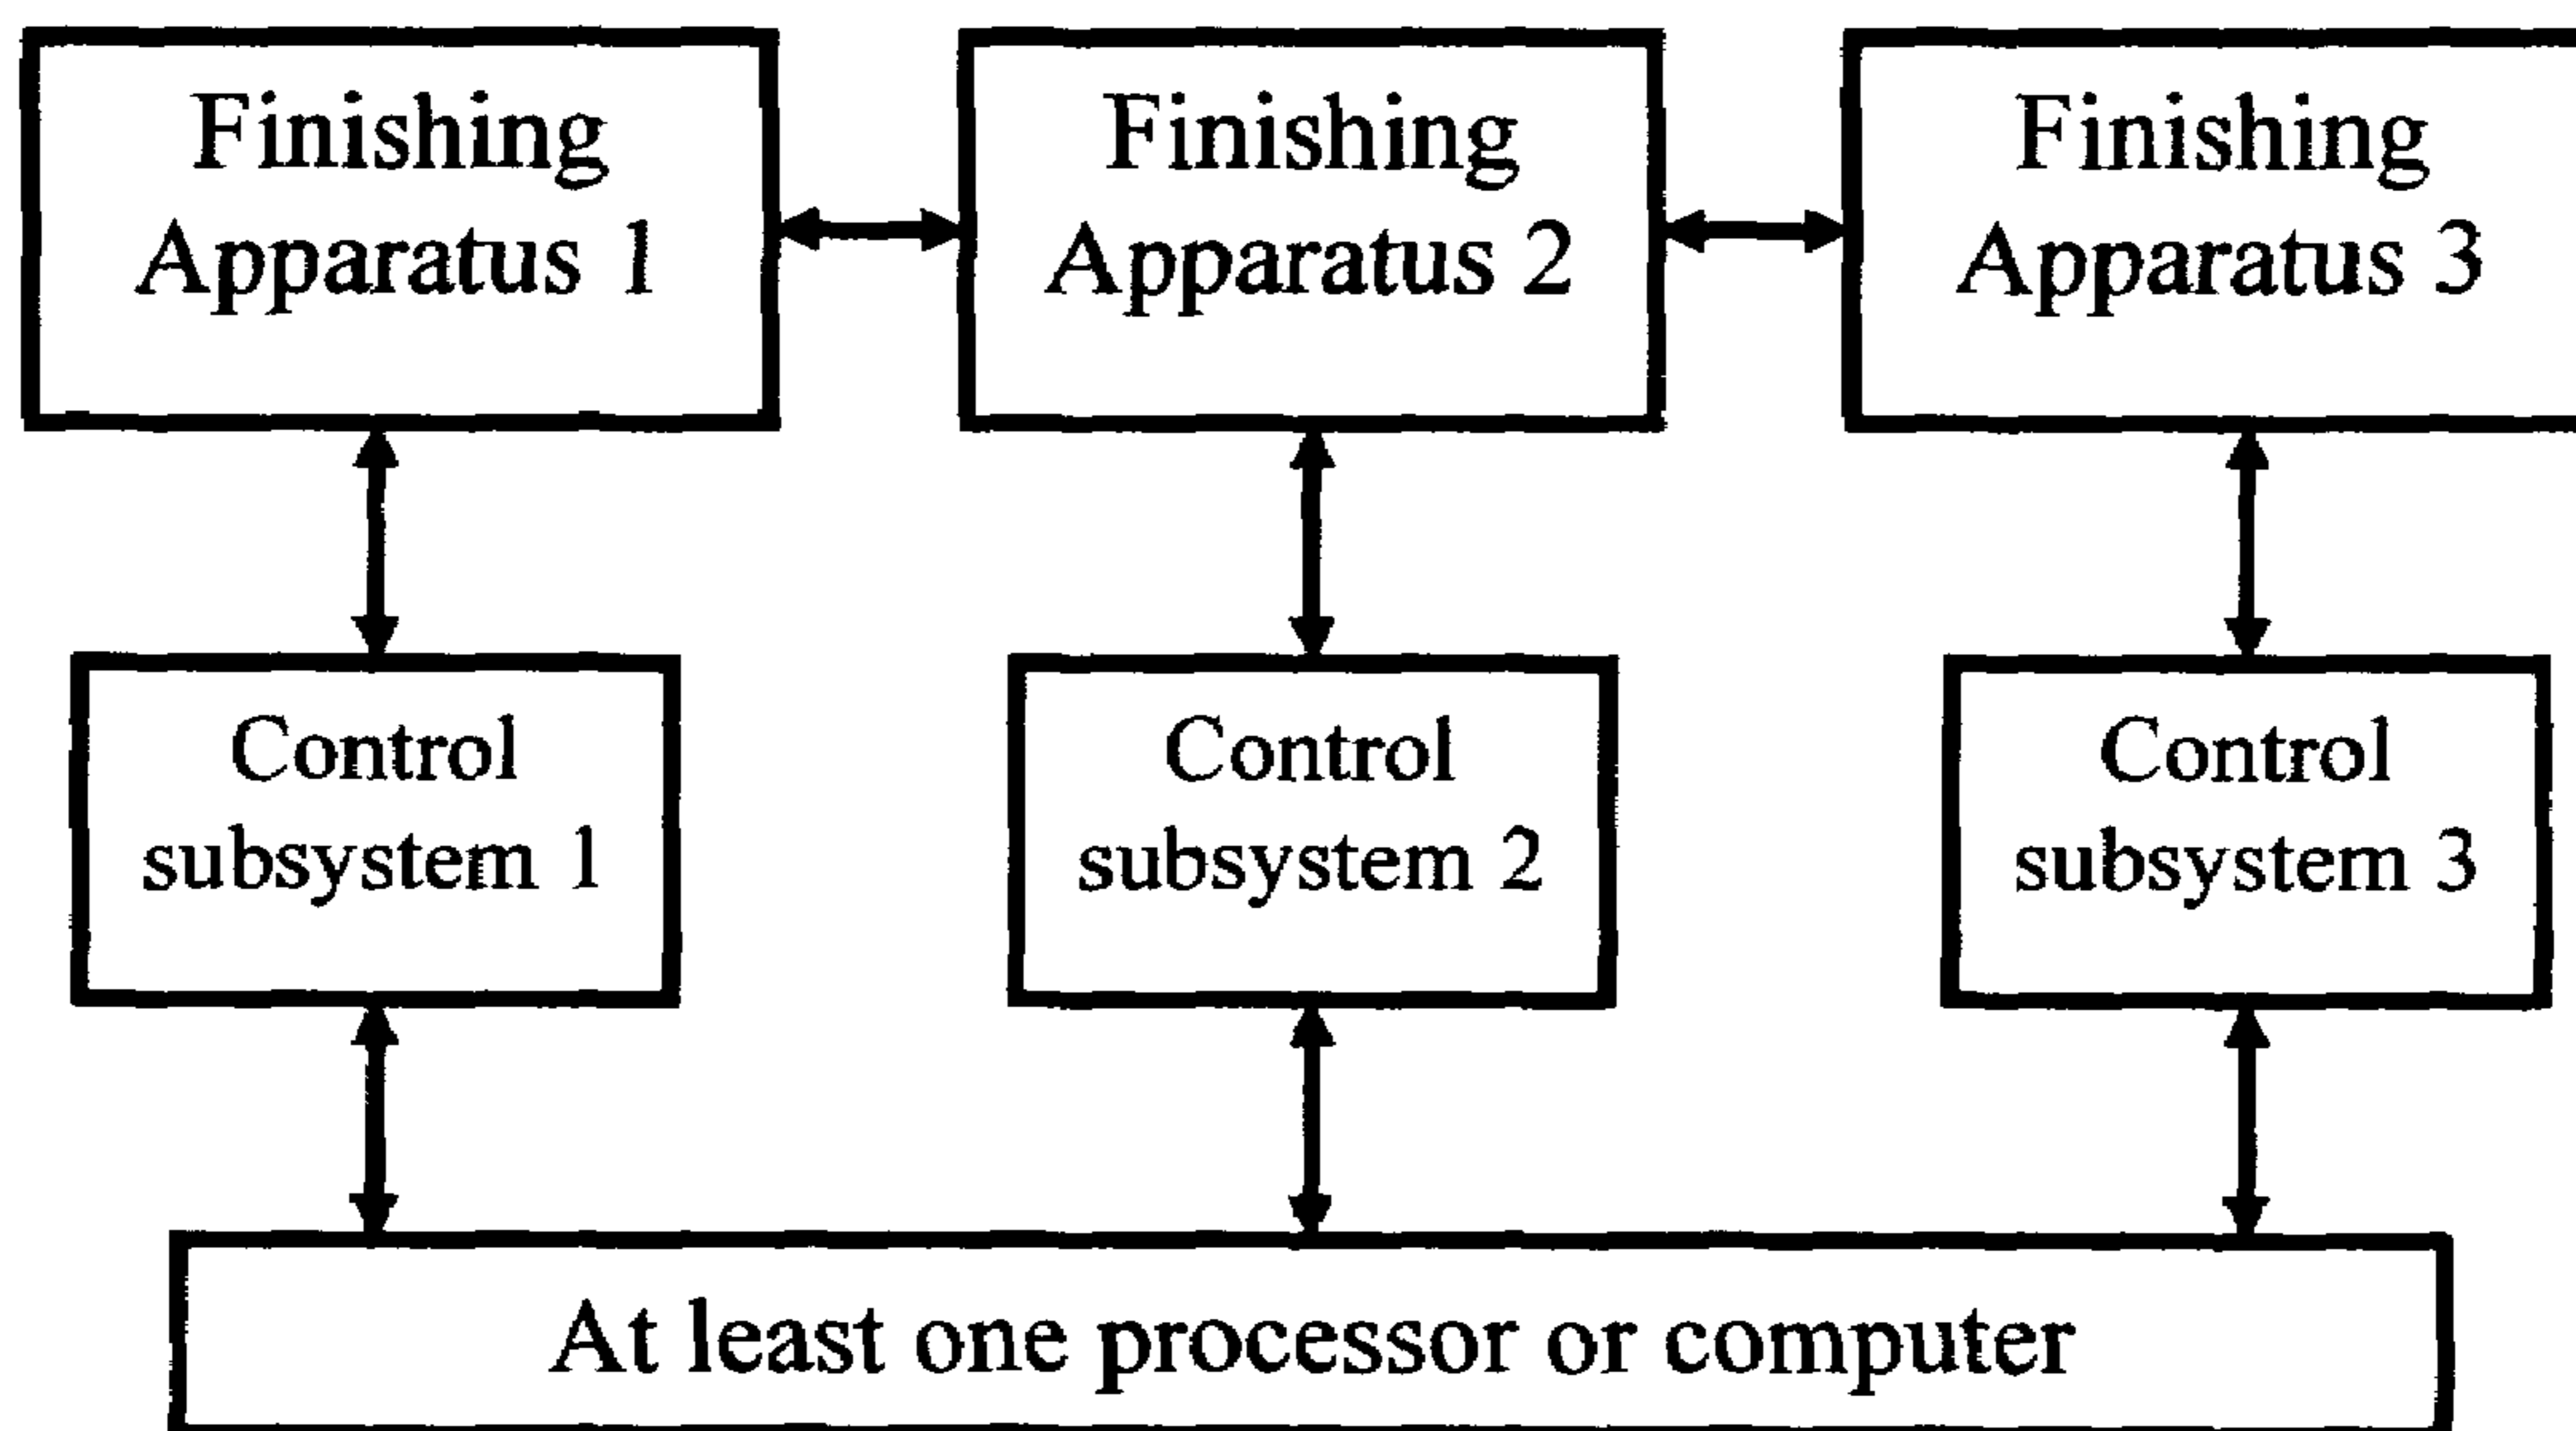 Finishing
Apparatus 1
Finishing
Apparatus 2
Finishing
Apparatus 3
Control
subsystem 1
Control
subsystem 2
Control
subsystem 3
At least one processor or computer